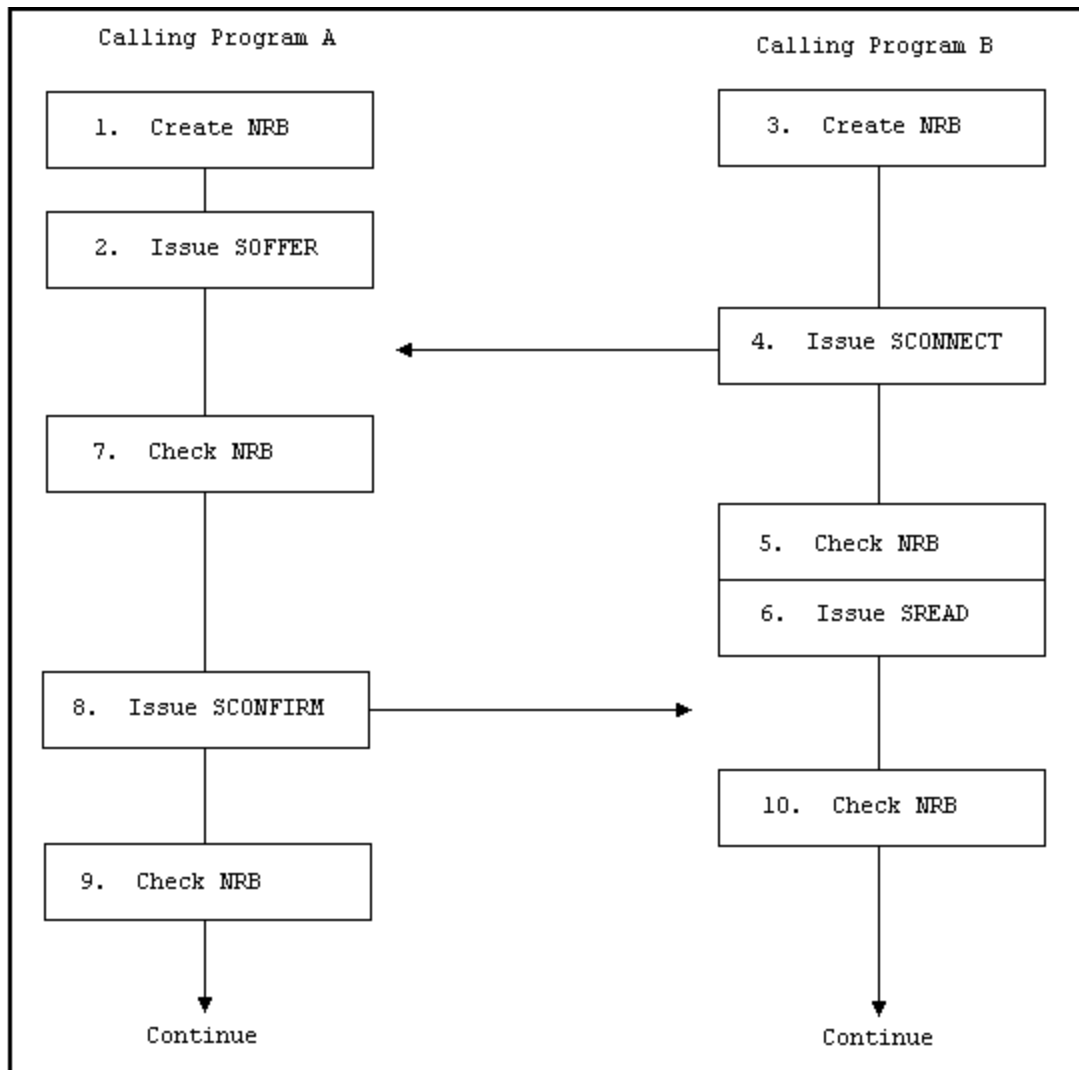 Calling Program A
Calling Program B
1. Create NRB
3. Create NRB
2. Issue SOFFER
4. Issue SCONNECT
7. Check NRB
5. Check NRB
6. Issue SREAD
8. Issue SCONFIRM
10. Check NRB
9. Check NRB
Continue
Continue